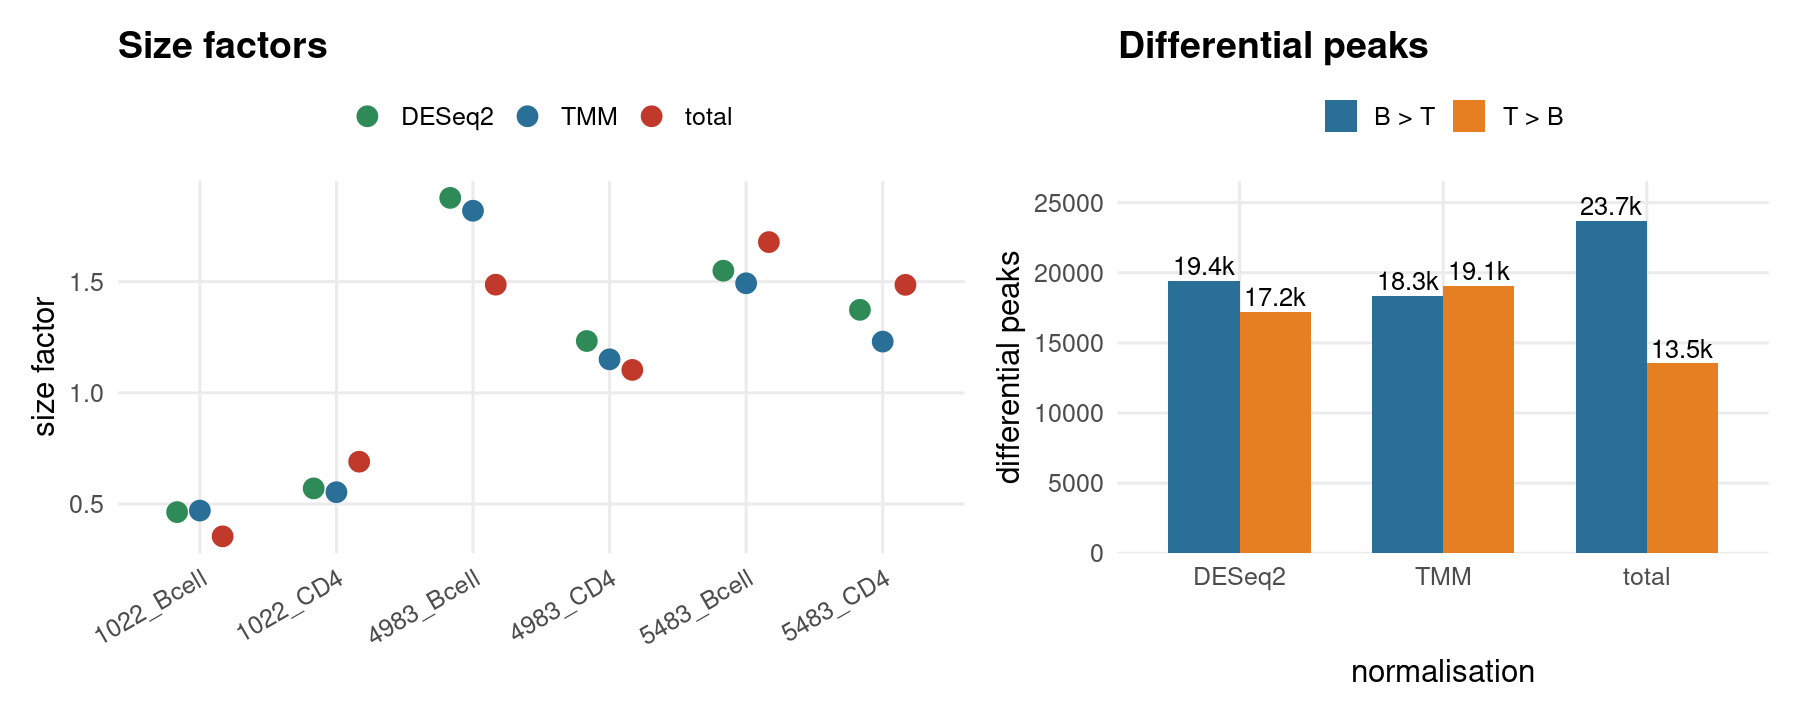 Size factors
DESeq2 TMM total
size factor
1.5
1.0
0.5
1022_Bcell
1022_CD4
4983_Bcell
4983_CD4
5483_Bcell
5483_CD4
Differential peaks
B > T T > B
differential peaks
25000
20000
15000
10000
5000
0
19.4k
17.2k
18.3k
19.1k
23.7k
13.5k
DESeq2 TMM total
normalisation